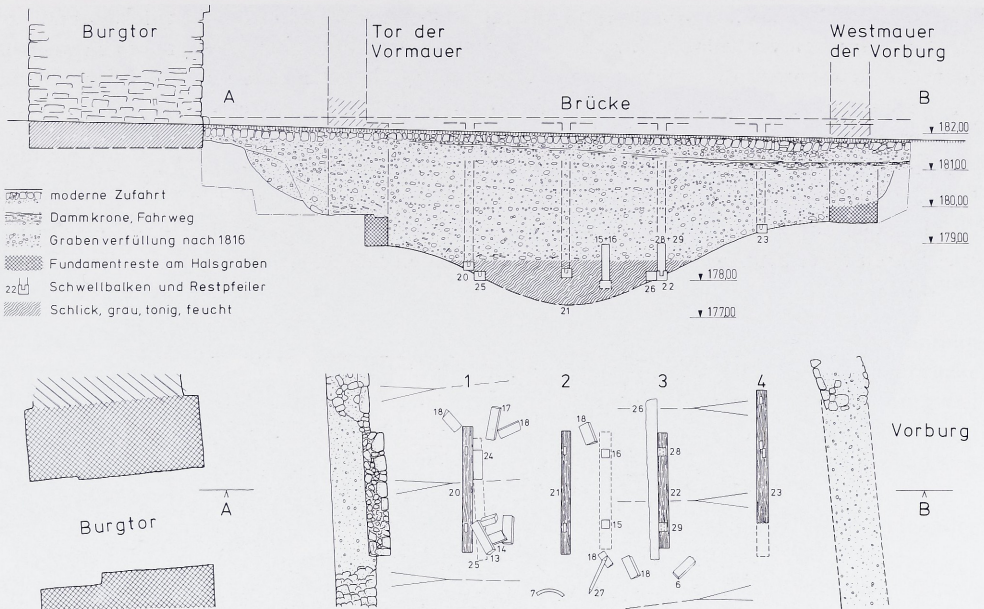 Burgtor
Tor der
Vormauer
Westmauer
der Vorburg
A
Brücke
B
182,00
181,00
180,00
179,00
178,00
177,00
moderne Zufahrt
Dammkrone, Fahrweg
Grabenverfüllung nach 1816
Fundamentreste am Halsgraben
22 Schwellbalken und Restpfeiler
Schlick, grau, tonig, feucht
15+16
28+29
23
20
25
21
26
22
1
2
3
4
18
17
18
18
26
24
16
28
20
21
22
23
15
29
14
13
25
18
27
18
6
7
Vorburg
A
B
Burgtor